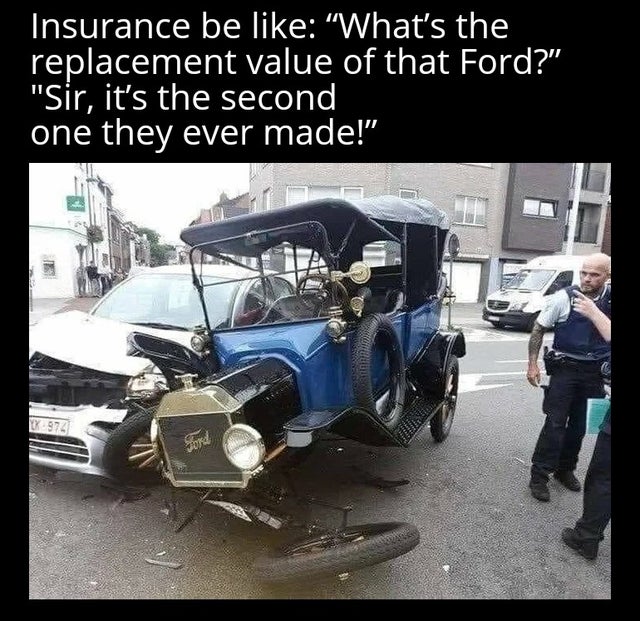 Insurance be like: “What’s the
replacement value of that Ford?”
"Sir, it’s the second
one they ever made!”
Ford